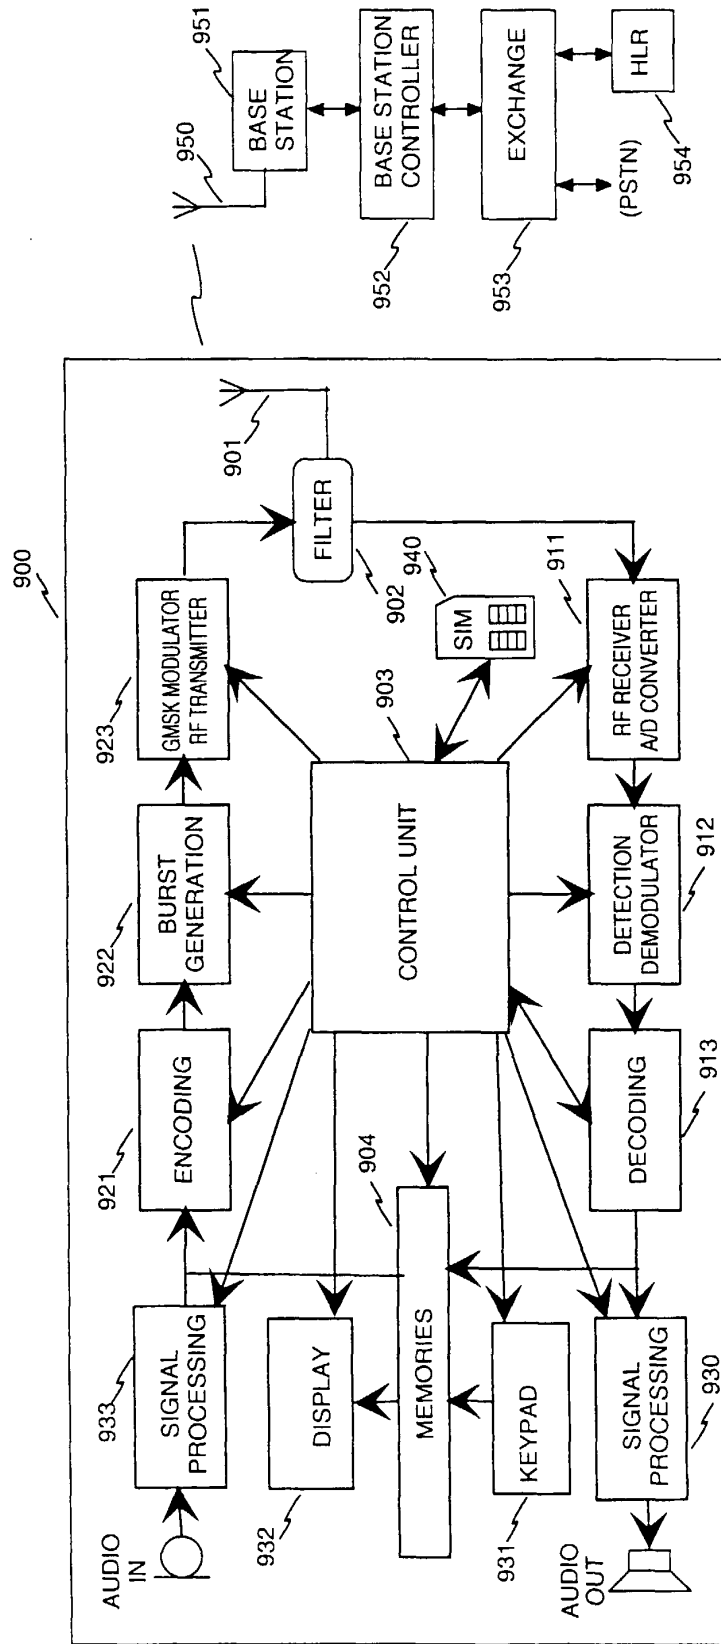 900
AUDIO
IN
933
SIGNAL
PROCESSING
921
ENCODING
922
BURST
GENERATION
923
GMSK MODULATOR
RF TRANSMITTER
901
FILTER
902
932
DISPLAY
904
MEMORIES
903
CONTROL UNIT
940
SIM
931
KEYPAD
AUDIO
OUT
SIGNAL
PROCESSING
930
DECODING
913
DETECTION
DEMODULATOR
912
RF RECEIVER
A/D CONVERTER
911
950
951
BASE
STATION
952
BASE STATION
CONTROLLER
953
EXCHANGE
(PSTN)
HLR
954